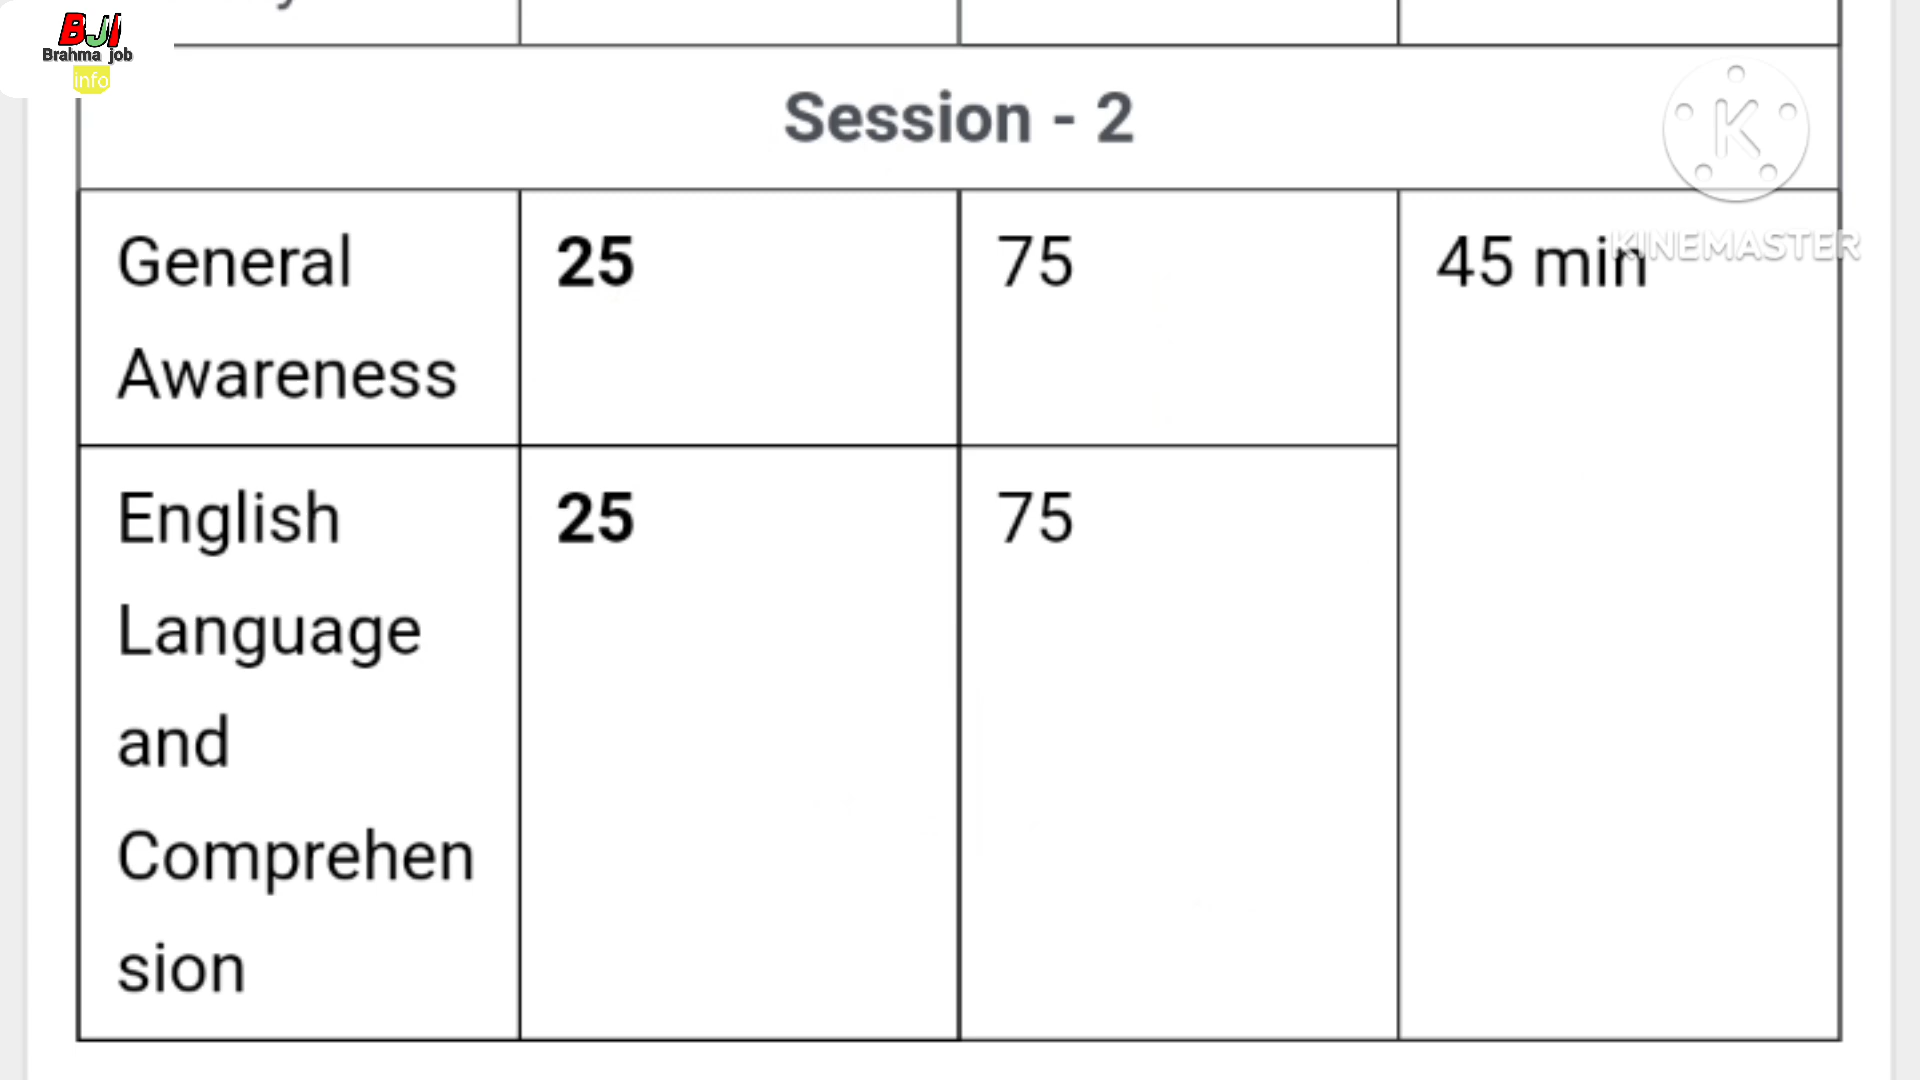 BJI
Brahma job
info
Session - 2
K
KINEMASTER
General
Awareness
25
75
45 min
English
Language
and
Comprehen
sion
25
75